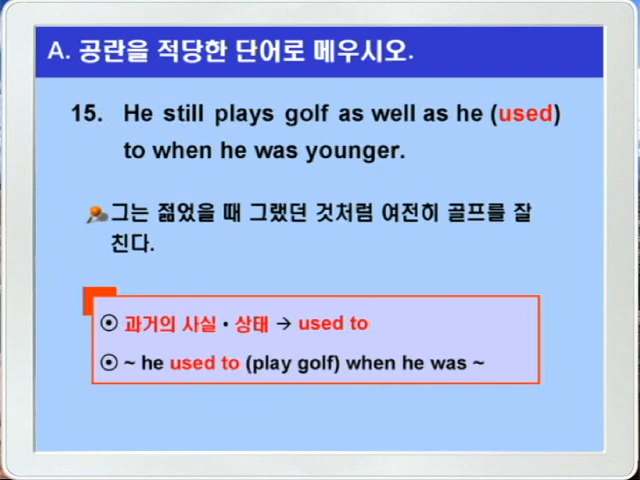 A. 공란을 적당한 단어로 메우시오.
15. He still plays golf as well as he (used)
to when he was younger.
그는 젊었을 때 그랬던 것처럼 여전히 골프를 잘
친다.
⊙ 과거의 사실 • 상태 → used to
⊙ ~ he used to (play golf) when he was ~